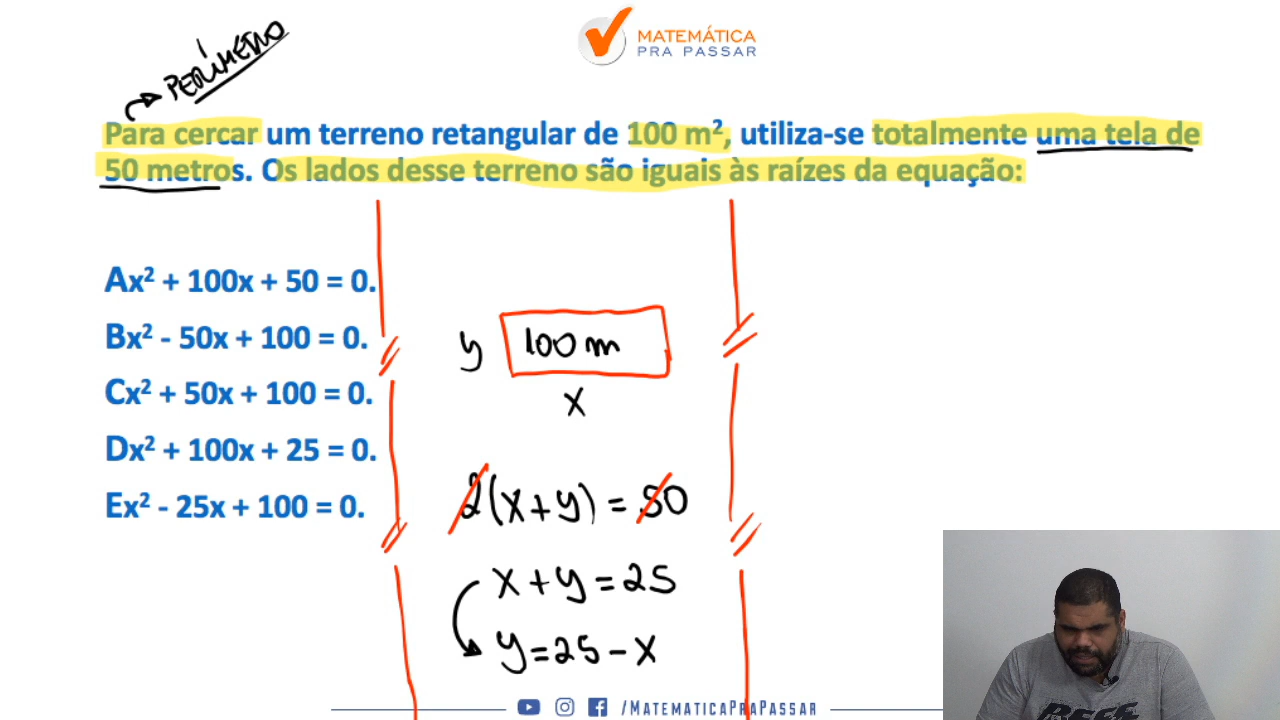 MATEMÁTICA
PRA PASSAR
PERÍMETRO
Para cercar um terreno retangular de 100 m², utiliza-se totalmente uma tela de
50 metros. Os lados desse terreno são iguais às raízes da equação:
Ax² + 100x + 50 = 0.
Bx² - 50x + 100 = 0.
Cx² + 50x + 100 = 0.
Dx² + 100x + 25 = 0.
Ex² - 25x + 100 = 0.
y 100 m
x
2(x+y) = 50
x+y=25
y=25-x
/MATEMATICAPRAPASSAR